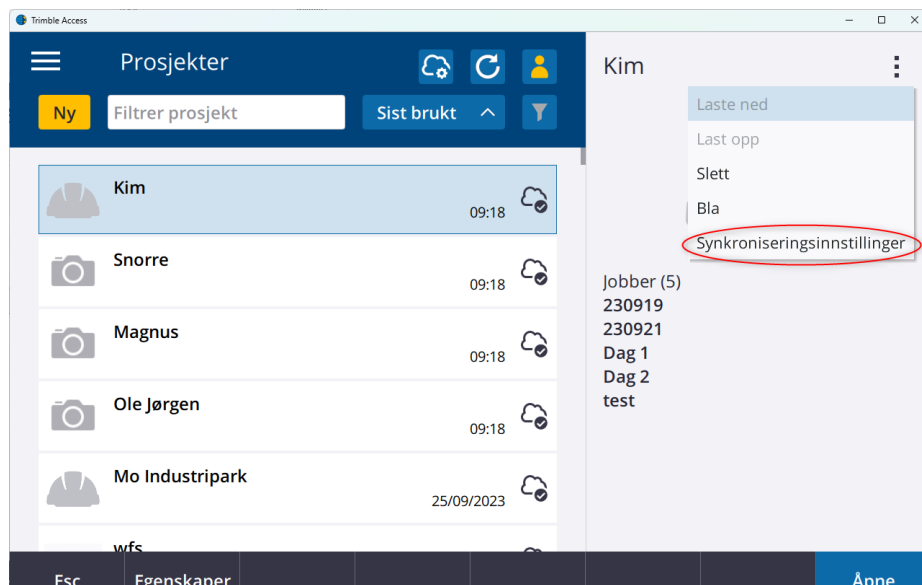 Trimble Access
Prosjekter
Ny
Filtrer prosjekt
Sist brukt
Kim
09:18
Snorre
09:18
Magnus
09:18
Ole Jørgen
09:18
Mo Industripark
25/09/2023
wfs
Kim
Laste ned
Last opp
Slett
Bla
Synkroniseringsinnstillinger
Jobber (5)
230919
230921
Dag 1
Dag 2
test
Esc
Egenskaper
Åpne